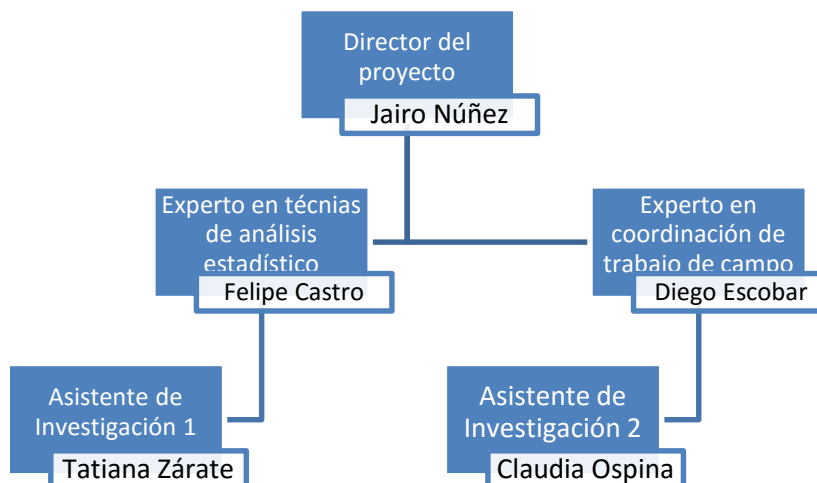 Director del
proyecto
Jairo Núñez
Experto en técnias
de análisis
estadístico
Felipe Castro
Experto en
coordinación de
trabajo de campo
Diego Escobar
Asistente de
Investigación 1
Tatiana Zárate
Asistente de
Investigación 2
Claudia Ospina